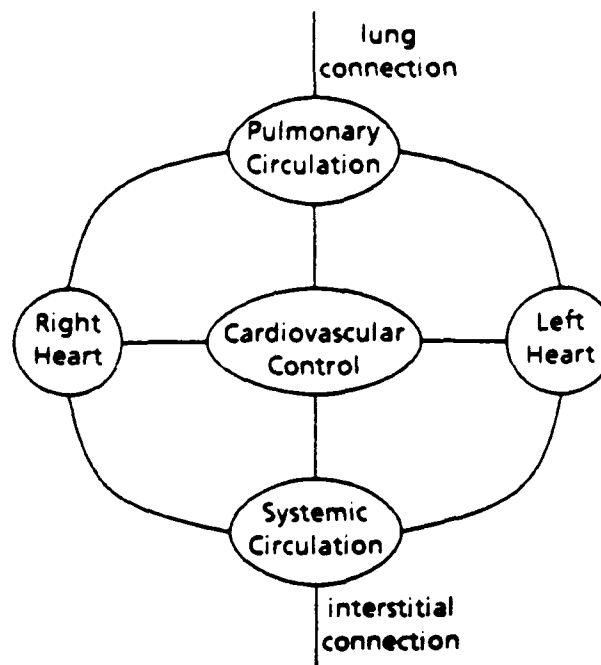 lung
connection
Pulmonary
Circulation
Right
Heart
Cardiovascular
Control
Left
Heart
Systemic
Circulation
interstitial
connection